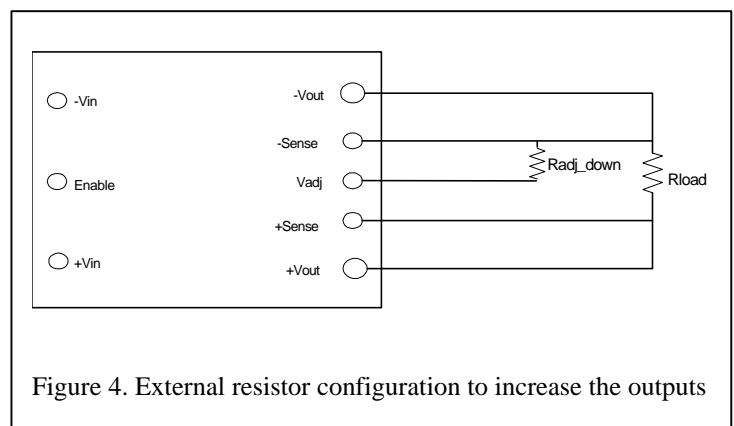 -Vin
-Vout
-Sense
Radj_down
Rload
Enable
Vadj
+Sense
+Vin
+Vout
Figure 4. External resistor configuration to increase the outputs